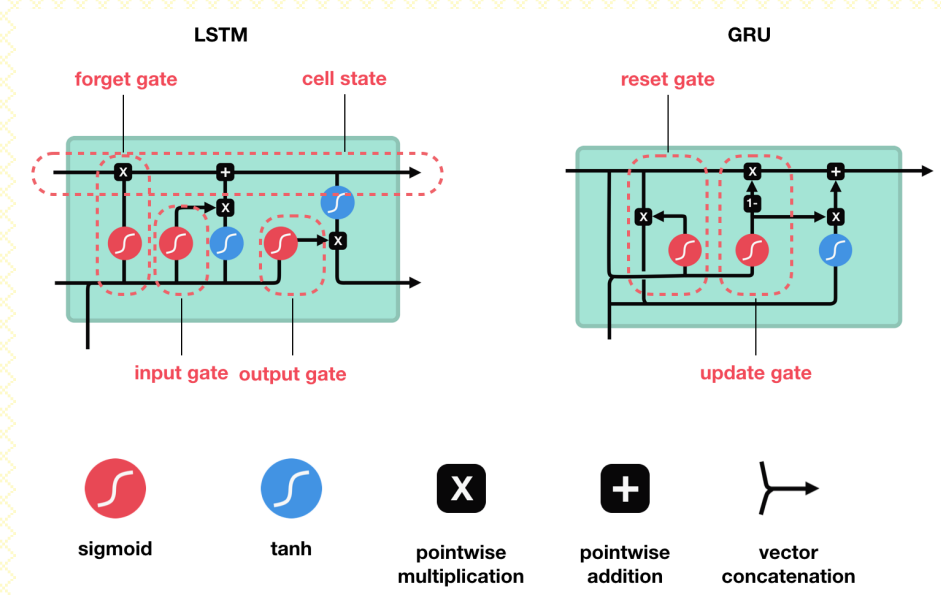 LSTM
GRU
forget gate
cell state
reset gate
X
+
X
X
X
+
1-
X
X
input gate
output gate
update gate
X
+
sigmoid
tanh
pointwise
multiplication
pointwise
addition
vector
concatenation